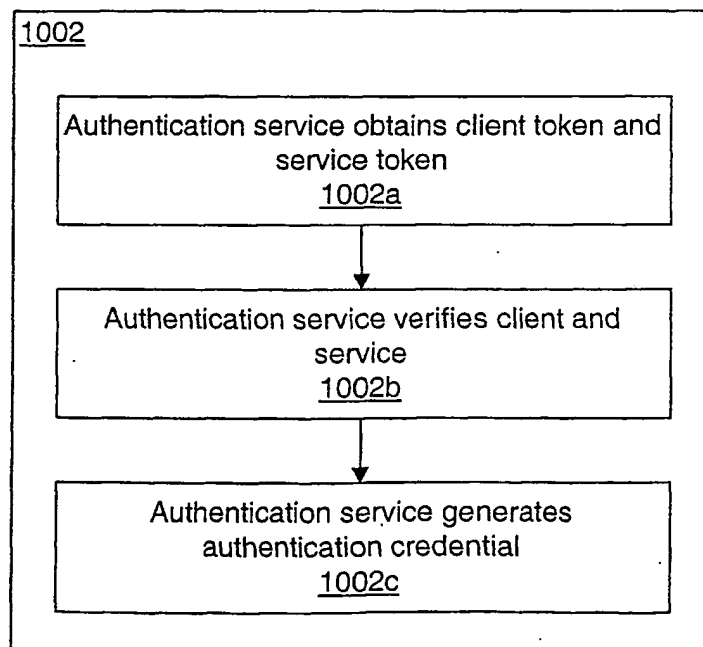 1002
Authentication service obtains client token and
service token
1002a
Authentication service verifies client and
service
1002b
Authentication service generates
authentication credential
1002c